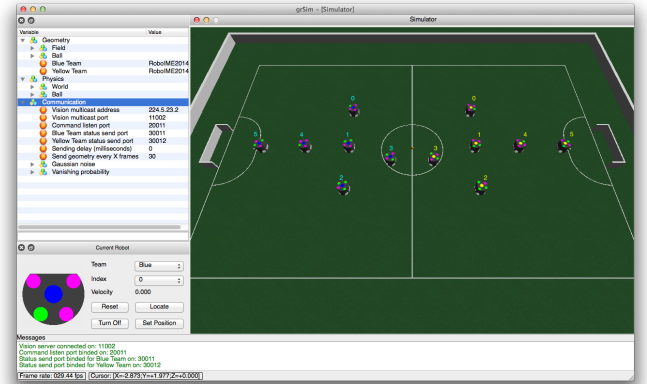 grSim – [Simulator]
Simulator
Variable Value
Geometry
Field
Ball
Blue Team RoboIME2014
Yellow Team RoboIME2014
Physics
World
Ball
Communication
Vision multicast address 224.5.23.2
Vision multicast port 11002
Command listen port 20011
Blue Team status send port 30011
Yellow Team status send port 30012
Sending delay (milliseconds) 0
Send geometry every X frames 30
Gaussian noise
Vanishing probability
0 0
5 4 1 1 4 5
3 3
2 2
Current Robot
Team Blue
Index 0
Velocity 0.000
Reset Locate
Turn Off Set Position
Messages
Vision server connected on: 11002
Command listen port binded on: 20011
Status send port binded for Blue Team on: 30011
Status send port binded for Yellow Team on: 30012
Frame rate: 029.44 fps Cursor: [X=-2.873;Y=+1.977;Z=+0.000]